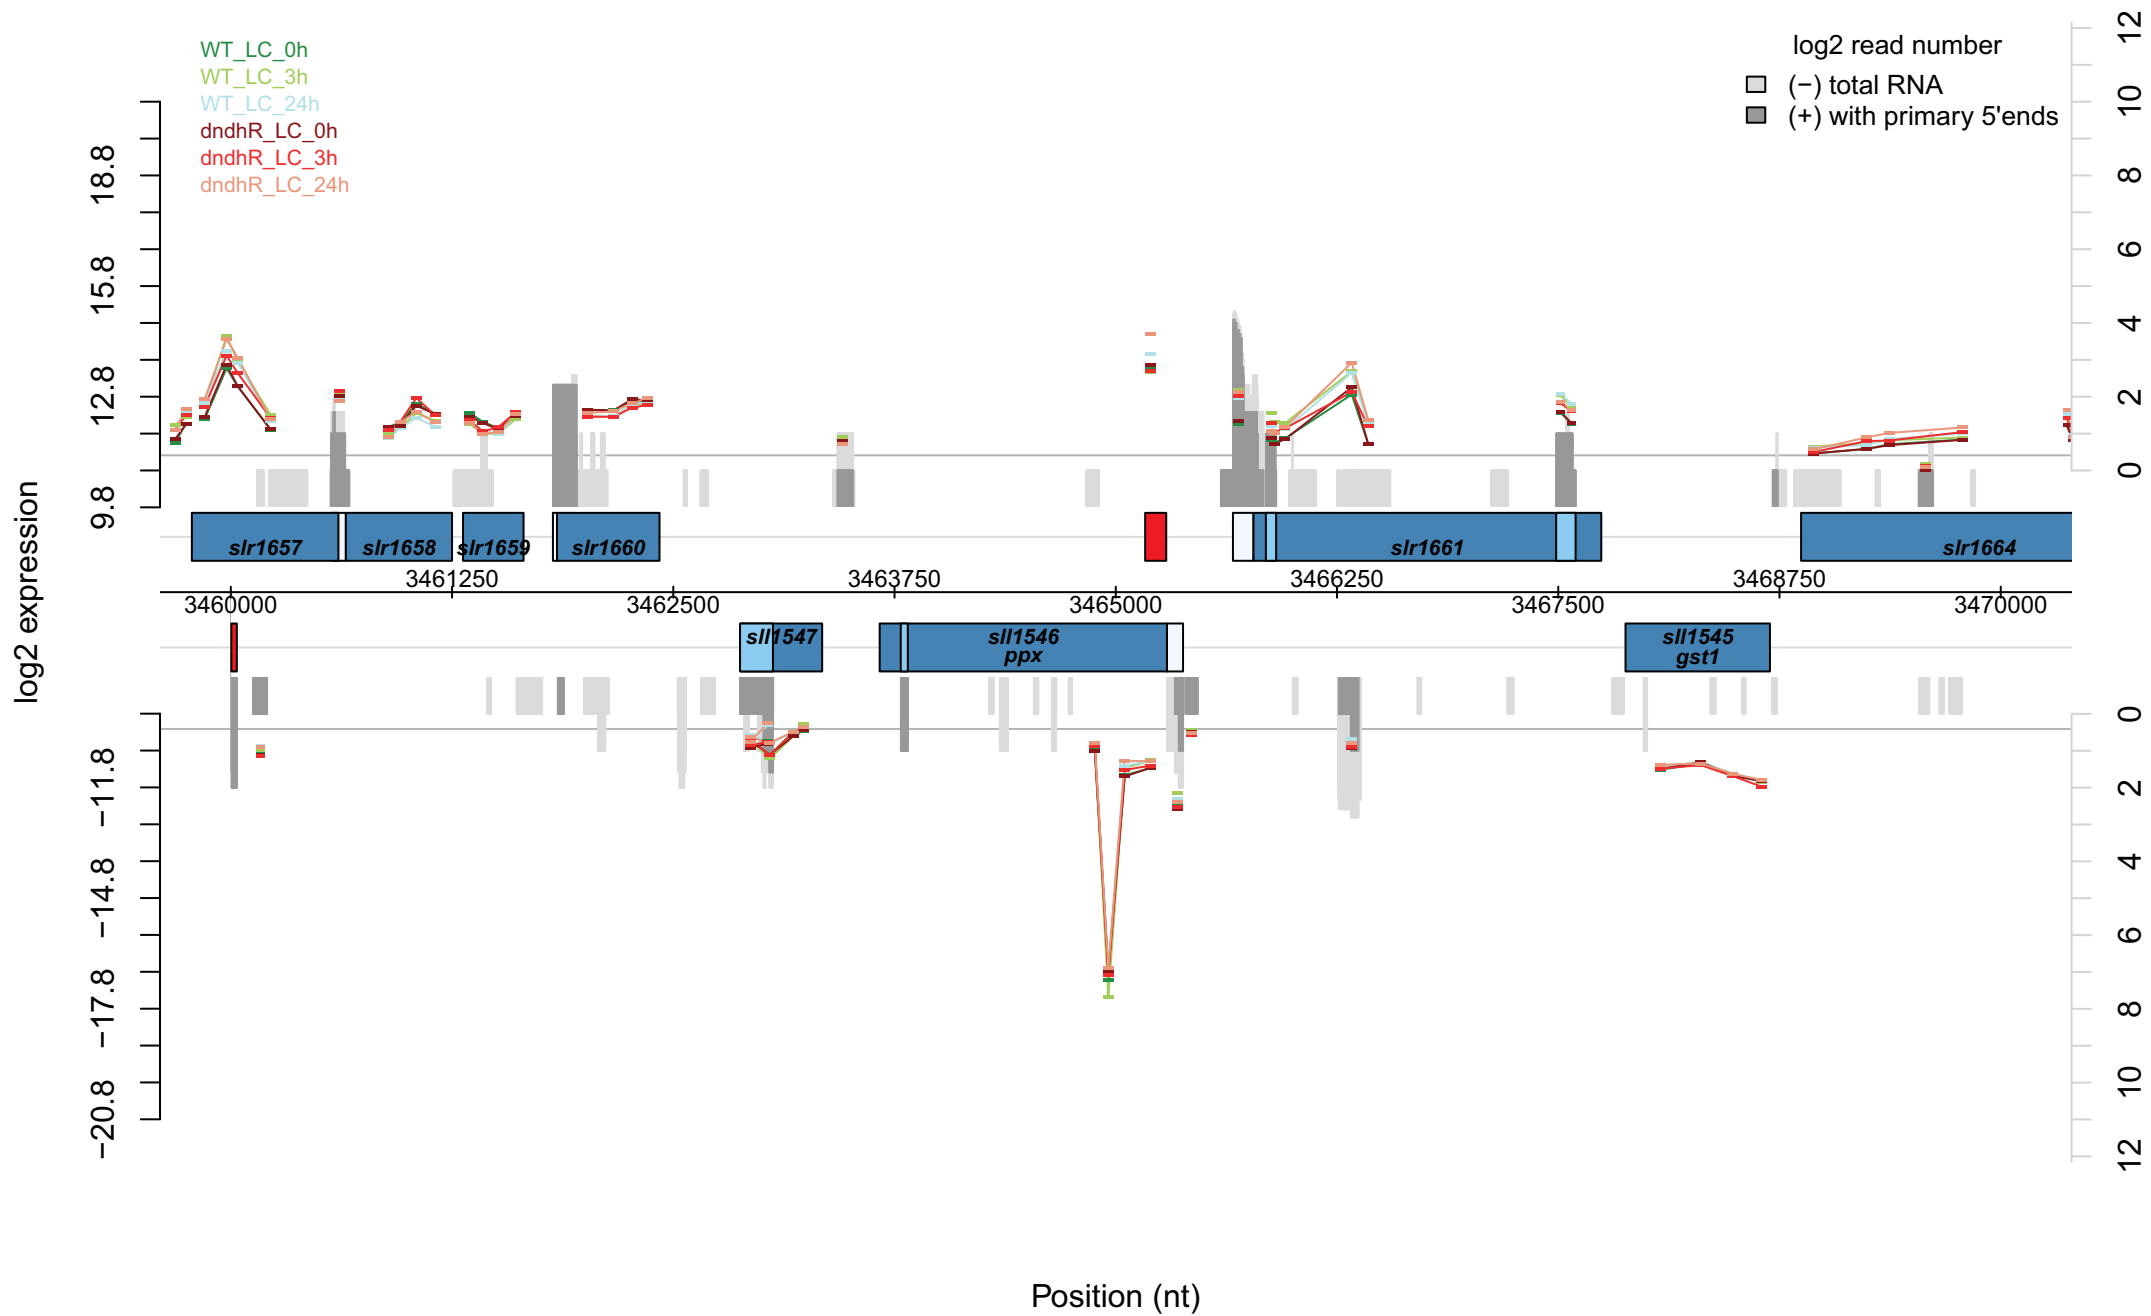 WT_LC_0h
WT_LC_3h
WT_LC_24h
dndhR_LC_0h
dndhR_LC_3h
dndhR_LC_24h
log2 read number
(−) total RNA
(+) with primary 5'ends
log2 expression
18.8
15.8
12.8
9.8
12
10
8
6
4
2
0
slr1657
slr1658
slr1659
slr1660
slr1661
slr1664
3461250
3463750
3466250
3468750
3460000
3462500
3465000
3467500
3470000
sll1547
sll1546
ppx
sll1545
gst1
−11.8
−14.8
−17.8
−20.8
0
2
4
6
8
10
12
Position (nt)